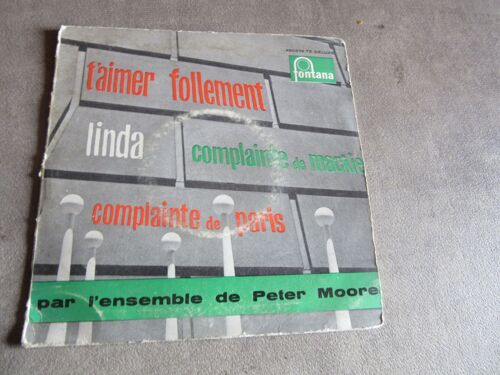 fontana
t'aimer follement
linda
complainte de mackie
complainte de paris
par l'ensemble de Peter Moore